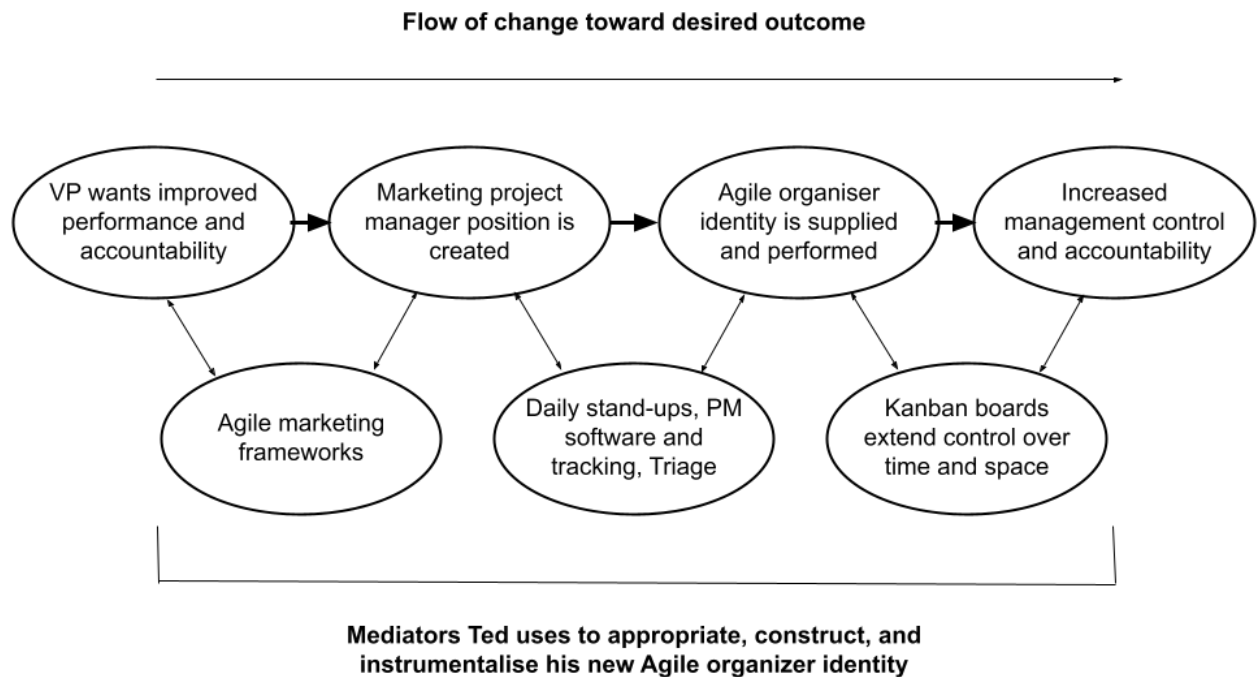 Flow of change toward desired outcome
VP wants improved
performance and
accountability
Marketing project
manager position is
created
Agile organiser
identity is supplied
and performed
Increased
management control
and accountability
Agile marketing
frameworks
Daily stand-ups, PM
software and
tracking, Triage
Kanban boards
extend control over
time and space
Mediators Ted uses to appropriate, construct, and
instrumentalise his new Agile organizer identity